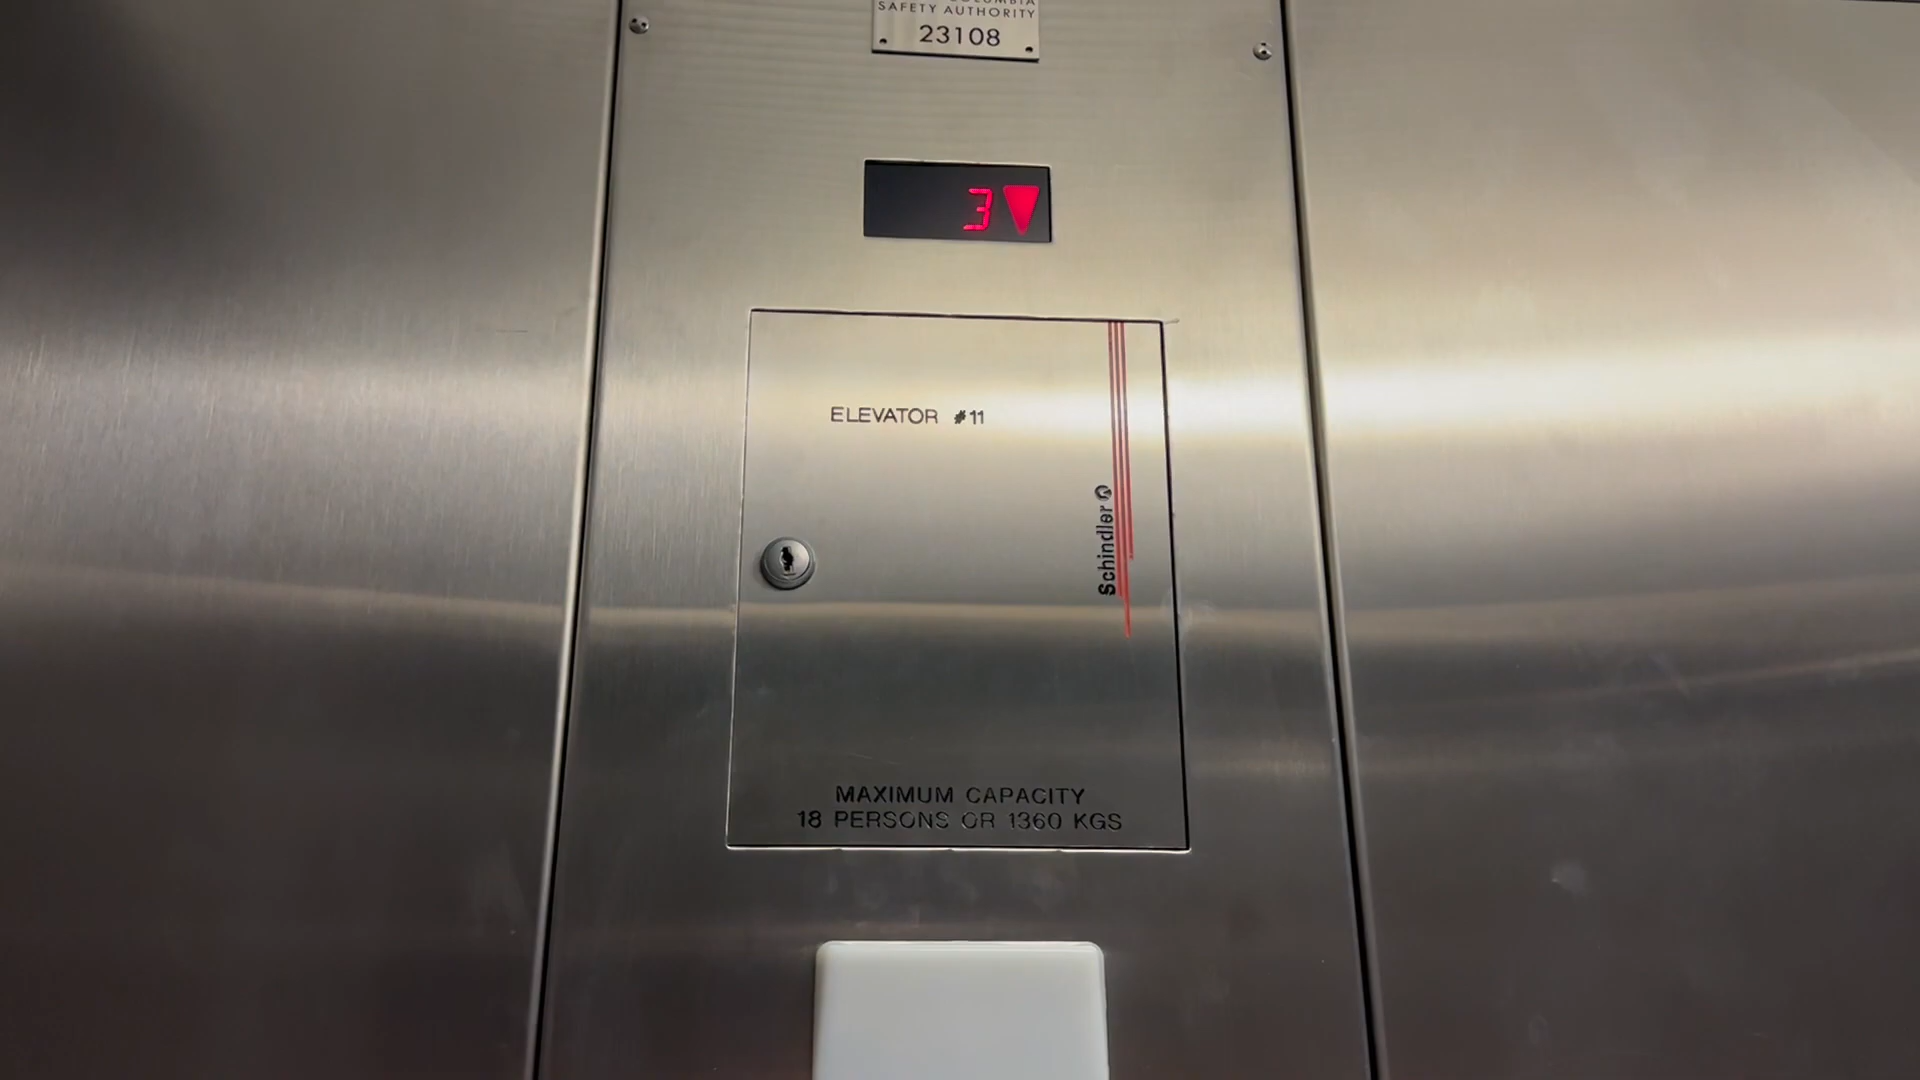 SAFETY AUTHORITY
23108
3
ELEVATOR #11
Schindler
MAXIMUM CAPACITY
18 PERSONS OR 1360 KGS